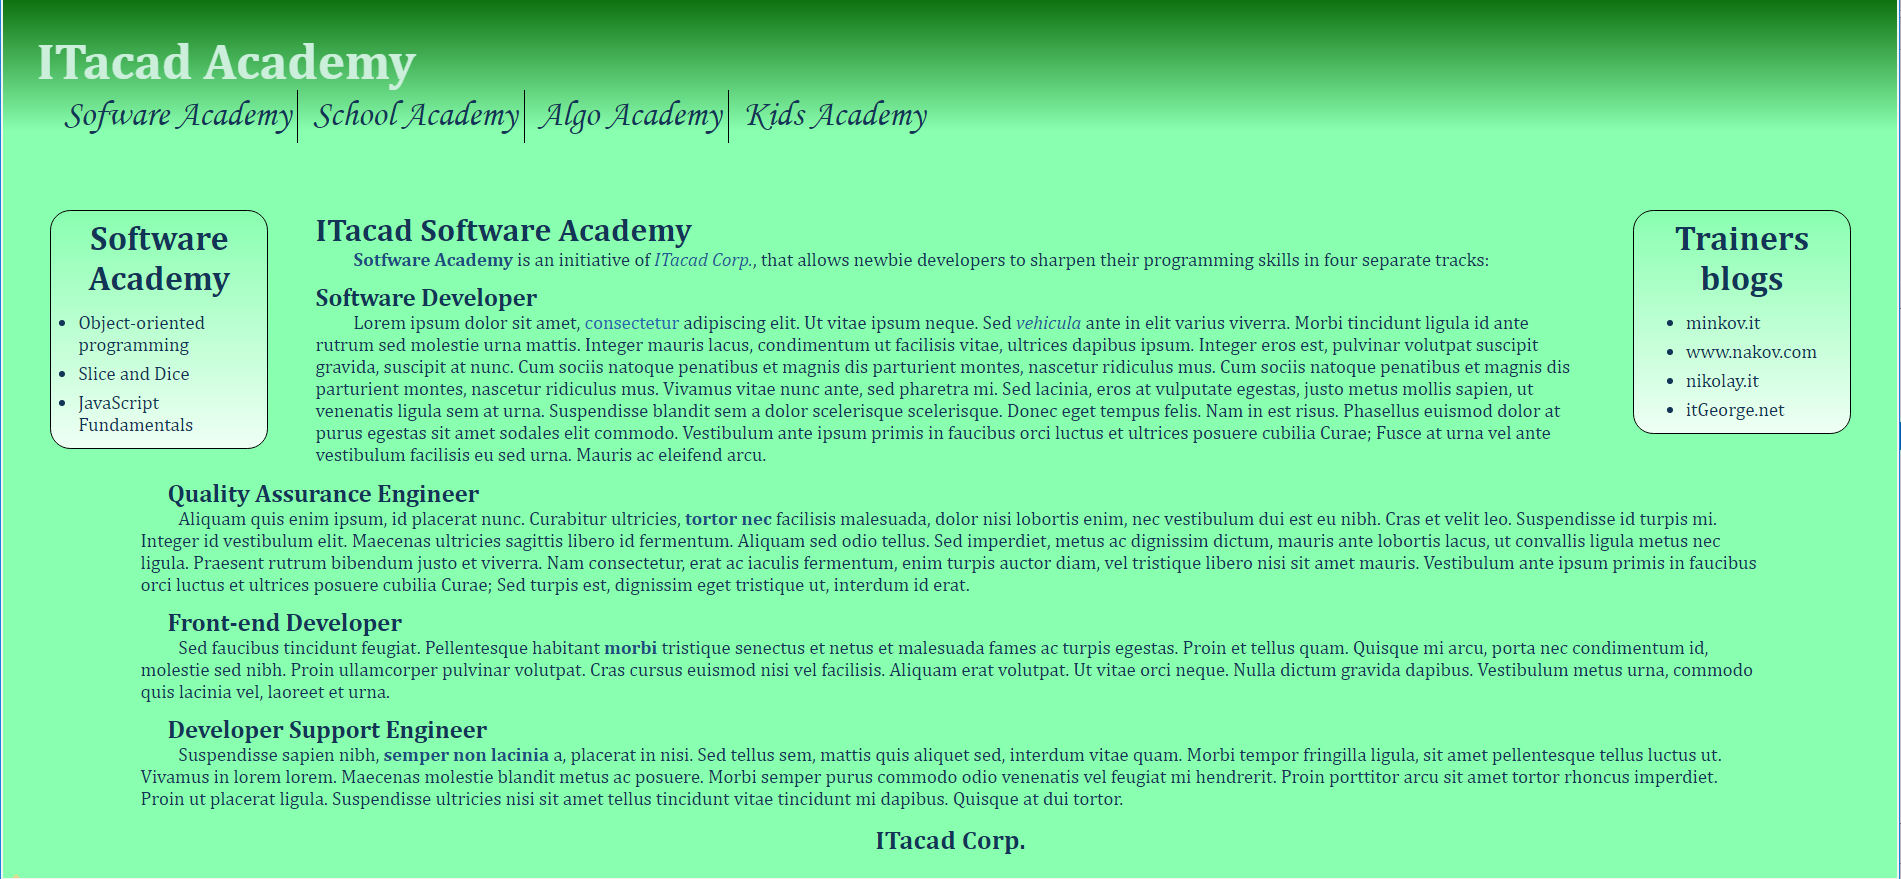 ITacad Academy
Sofware Academy School Academy Algo Academy Kids Academy
Software
Academy
Object-oriented
programming
Slice and Dice
JavaScript
Fundamentals
ITacad Software Academy
Sotfware Academy is an initiative of ITacad Corp., that allows newbie developers to sharpen their programming skills in four separate tracks:
Software Developer
Lorem ipsum dolor sit amet, consectetur adipiscing elit. Ut vitae ipsum neque. Sed vehicula ante in elit varius viverra. Morbi tincidunt ligula id ante
rutrum sed molestie urna mattis. Integer mauris lacus, condimentum ut facilisis vitae, ultrices dapibus ipsum. Integer eros est, pulvinar volutpat suscipit
gravida, suscipit at nunc. Cum sociis natoque penatibus et magnis dis parturient montes, nascetur ridiculus mus. Cum sociis natoque penatibus et magnis dis
parturient montes, nascetur ridiculus mus. Vivamus vitae nunc ante, sed pharetra mi. Sed lacinia, eros at vulputate egestas, justo metus mollis sapien, ut
venenatis ligula sem at urna. Suspendisse blandit sem a dolor scelerisque scelerisque. Donec eget tempus felis. Nam in est risus. Phasellus euismod dolor at
purus egestas sit amet sodales elit commodo. Vestibulum ante ipsum primis in faucibus orci luctus et ultrices posuere cubilia Curae; Fusce at urna vel ante
vestibulum facilisis eu sed urna. Mauris ac eleifend arcu.
Trainers
blogs
minkov.it
www.nakov.com
nikolay.it
itGeorge.net
Quality Assurance Engineer
Aliquam quis enim ipsum, id placerat nunc. Curabitur ultricies, tortor nec facilisis malesuada, dolor nisi lobortis enim, nec vestibulum dui est eu nibh. Cras et velit leo. Suspendisse id turpis mi.
Integer id vestibulum elit. Maecenas ultricies sagittis libero id fermentum. Aliquam sed odio tellus. Sed imperdiet, metus ac dignissim dictum, mauris ante lobortis lacus, ut convallis ligula metus nec
ligula. Praesent rutrum bibendum justo et viverra. Nam consectetur, erat ac iaculis fermentum, enim turpis auctor diam, vel tristique libero nisi sit amet mauris. Vestibulum ante ipsum primis in faucibus
orci luctus et ultrices posuere cubilia Curae; Sed turpis est, dignissim eget tristique ut, interdum id erat.
Front-end Developer
Sed faucibus tincidunt feugiat. Pellentesque habitant morbi tristique senectus et netus et malesuada fames ac turpis egestas. Proin et tellus quam. Quisque mi arcu, porta nec condimentum id,
molestie sed nibh. Proin ullamcorper pulvinar volutpat. Cras cursus euismod nisi vel facilisis. Aliquam erat volutpat. Ut vitae orci neque. Nulla dictum gravida dapibus. Vestibulum metus urna, commodo
quis lacinia vel, laoreet et urna.
Developer Support Engineer
Suspendisse sapien nibh, semper non lacinia a, placerat in nisi. Sed tellus sem, mattis quis aliquet sed, interdum vitae quam. Morbi tempor fringilla ligula, sit amet pellentesque tellus luctus ut.
Vivamus in lorem lorem. Maecenas molestie blandit metus ac posuere. Morbi semper purus commodo odio venenatis vel feugiat mi hendrerit. Proin porttitor arcu sit amet tortor rhoncus imperdiet.
Proin ut placerat ligula. Suspendisse ultricies nisi sit amet tellus tincidunt vitae tincidunt mi dapibus. Quisque at dui tortor.
ITacad Corp.